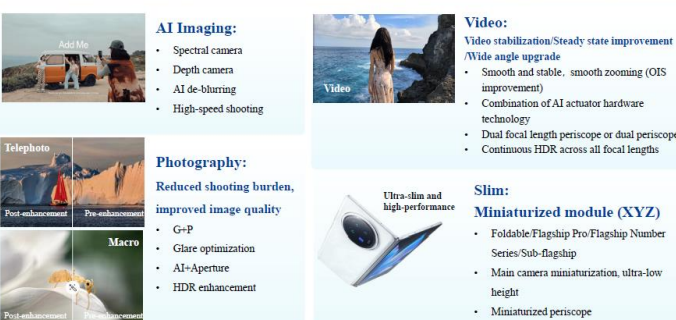 Add Me
AI Imaging:
• Spectral camera
• Depth camera
• AI de-blurring
• High-speed shooting
Telephoto
Post-enhancement
Pre-enhancement
Macro
Post-enhancement
Pre-enhancement
Photography:
Reduced shooting burden,
improved image quality
• G+P
• Glare optimization
• AI+Aperture
• HDR enhancement
Video
Video:
Video stabilization/Steady state improvement
/Wide angle upgrade
• Smooth and stable, smooth zooming (OIS
improvement)
• Combination of AI actuator hardware
technology
• Dual focal length periscope or dual periscope
• Continuous HDR across all focal lengths
Ultra-slim and
high-performance
Slim:
Miniaturized module (XYZ)
• Foldable/Flagship Pro/Flagship Number
Series/Sub-flagship
• Main camera miniaturization, ultra-low
height
• Miniaturized periscope